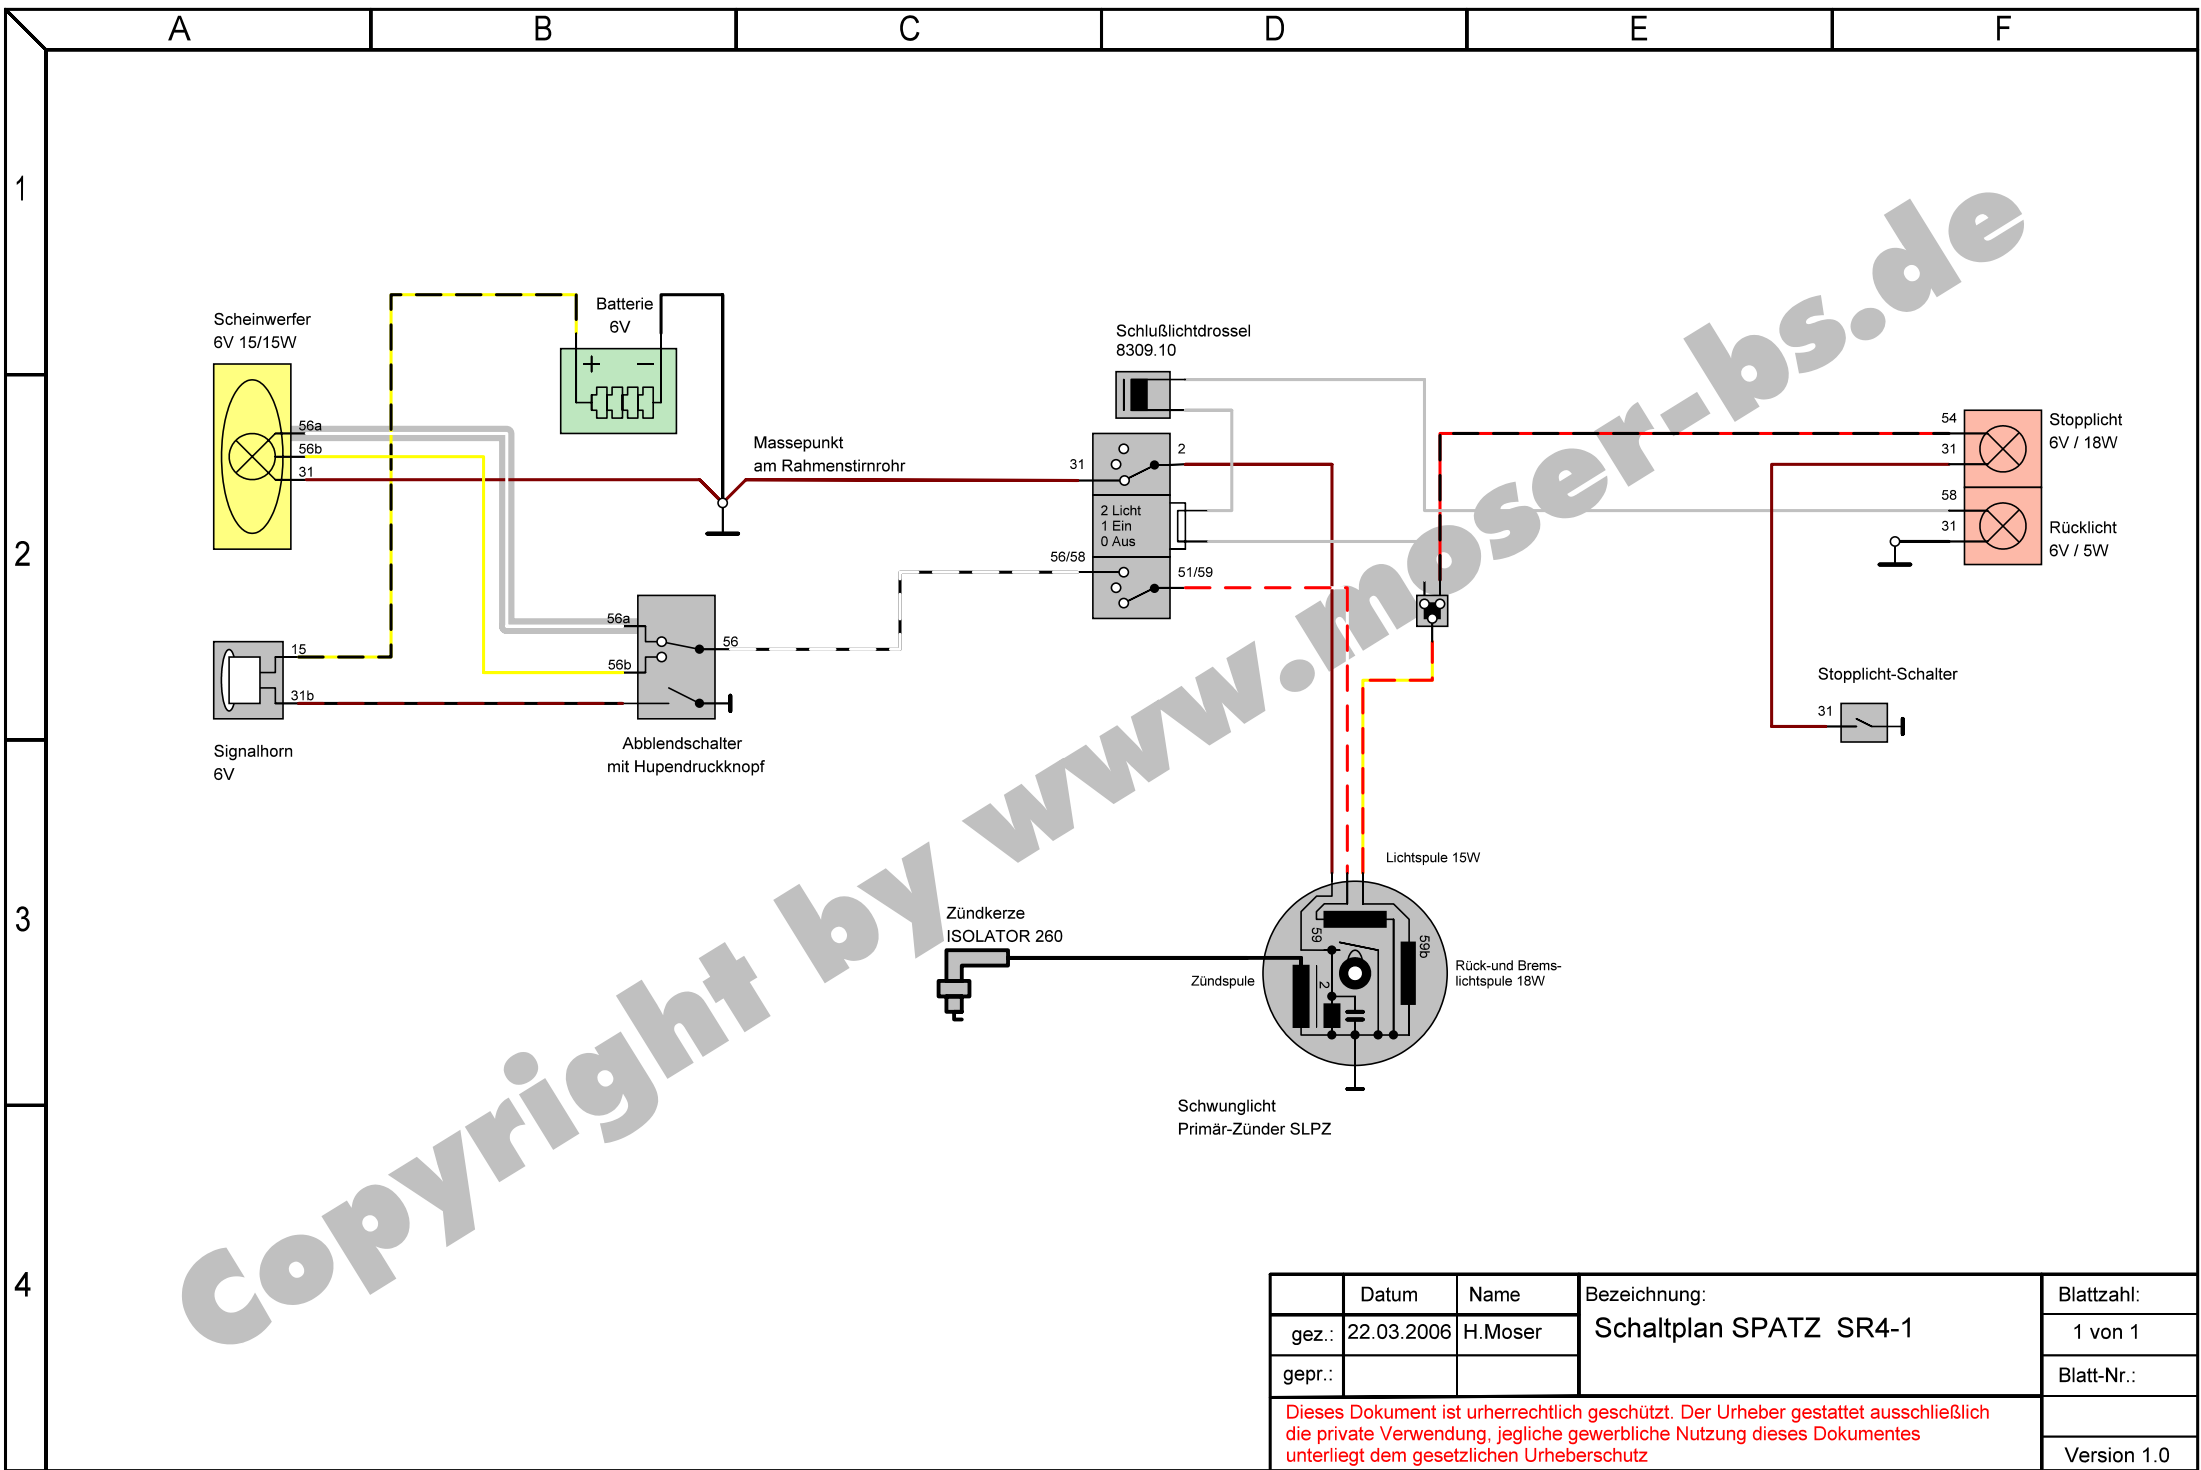 A B C D E F
1
2
3
4
Scheinwerfer
6V 15/15W
56a
56b
31
Batterie
6V
+ −
Massepunkt
am Rahmenstirnrohr
Schlußlichtdrossel
8309.10
31
2
2 Licht
1 Ein
0 Aus
56/58
51/59
54
31
58
31
Stopplicht
6V / 18W
Rücklicht
6V / 5W
15
31b
Signalhorn
6V
56a
56b
56
Abblendschalter
mit Hupendruckknopf
Stopplicht-Schalter
31
Lichtspule 15W
Zündkerze
ISOLATOR 260
Zündspule
59
59b
2
Rück-und Brems-
lichtspule 18W
Schwunglicht
Primär-Zünder SLPZ
Copyright by www.moser-bs.de
Datum Name Bezeichnung: Blattzahl:
gez.: 22.03.2006 H.Moser Schaltplan SPATZ SR4-1 1 von 1
gepr.: Blatt-Nr.:
Dieses Dokument ist urherrechtlich geschützt. Der Urheber gestattet ausschließlich
die private Verwendung, jegliche gewerbliche Nutzung dieses Dokumentes
unterliegt dem gesetzlichen Urheberschutz
Version 1.0